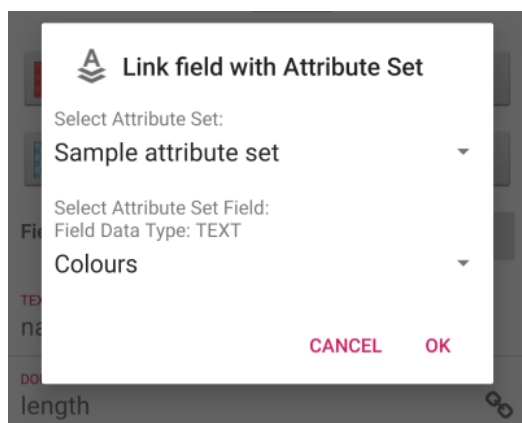 Link field with Attribute Set
Select Attribute Set:
Sample attribute set
Select Attribute Set Field:
Field Data Type: TEXT
Colours
CANCEL OK
length